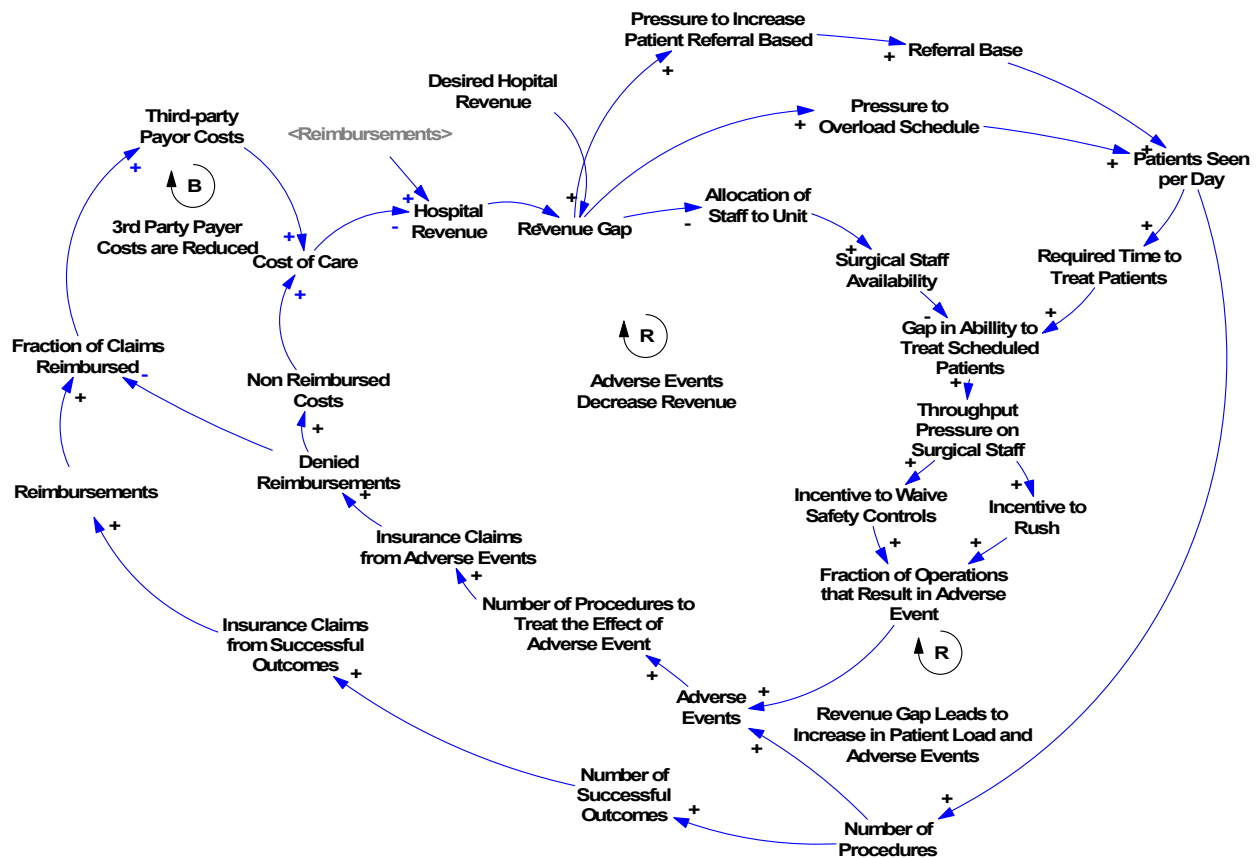 Pressure to Increase
Patient Referral Based
+
+
Referral Base
Desired Hopital
Revenue
Third-party
Payor Costs
+
<Reimbursements>
Pressure to
Overload Schedule
+
+
+
Patients Seen
per Day
B
3rd Party Payer
Costs are Reduced
+
Cost of Care
+
+
-
Hospital
Revenue
+
-
Revenue Gap
-
Allocation of
Staff to Unit
+
Surgical Staff
Availability
+
Required Time to
Treat Patients
-
+
Gap in Abillity to
Treat Scheduled
Patients
R
Adverse Events
Decrease Revenue
Fraction of Claims
Reimbursed
-
+
Non Reimbursed
Costs
+
+
Throughput
Pressure on
Surgical Staff
+
+
Denied
Reimbursements
+
Reimbursements
+
Incentive to Waive
Safety Controls
+
Incentive to
Rush
+
Insurance Claims
from Adverse Events
+
Fraction of Operations
that Result in Adverse
Event
R
Number of Procedures to
Treat the Effect of
Adverse Event
+
Insurance Claims
from Successful
Outcomes
+
Adverse
Events
+
+
Revenue Gap Leads to
Increase in Patient Load and
Adverse Events
Number of
Successful
Outcomes
+
+
Number of
Procedures